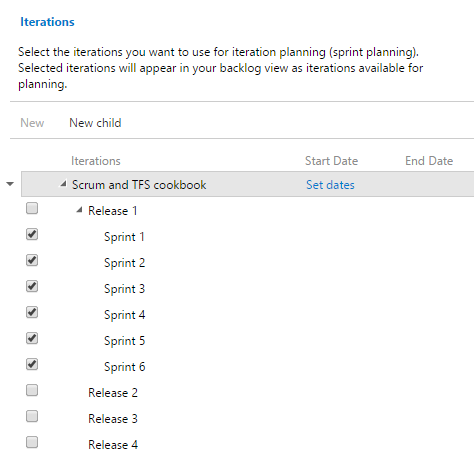 Iterations
Select the iterations you want to use for iteration planning (sprint planning).
Selected iterations will appear in your backlog view as iterations available for
planning.
New New child
Iterations Start Date End Date
Scrum and TFS cookbook Set dates
Release 1
Sprint 1
Sprint 2
Sprint 3
Sprint 4
Sprint 5
Sprint 6
Release 2
Release 3
Release 4